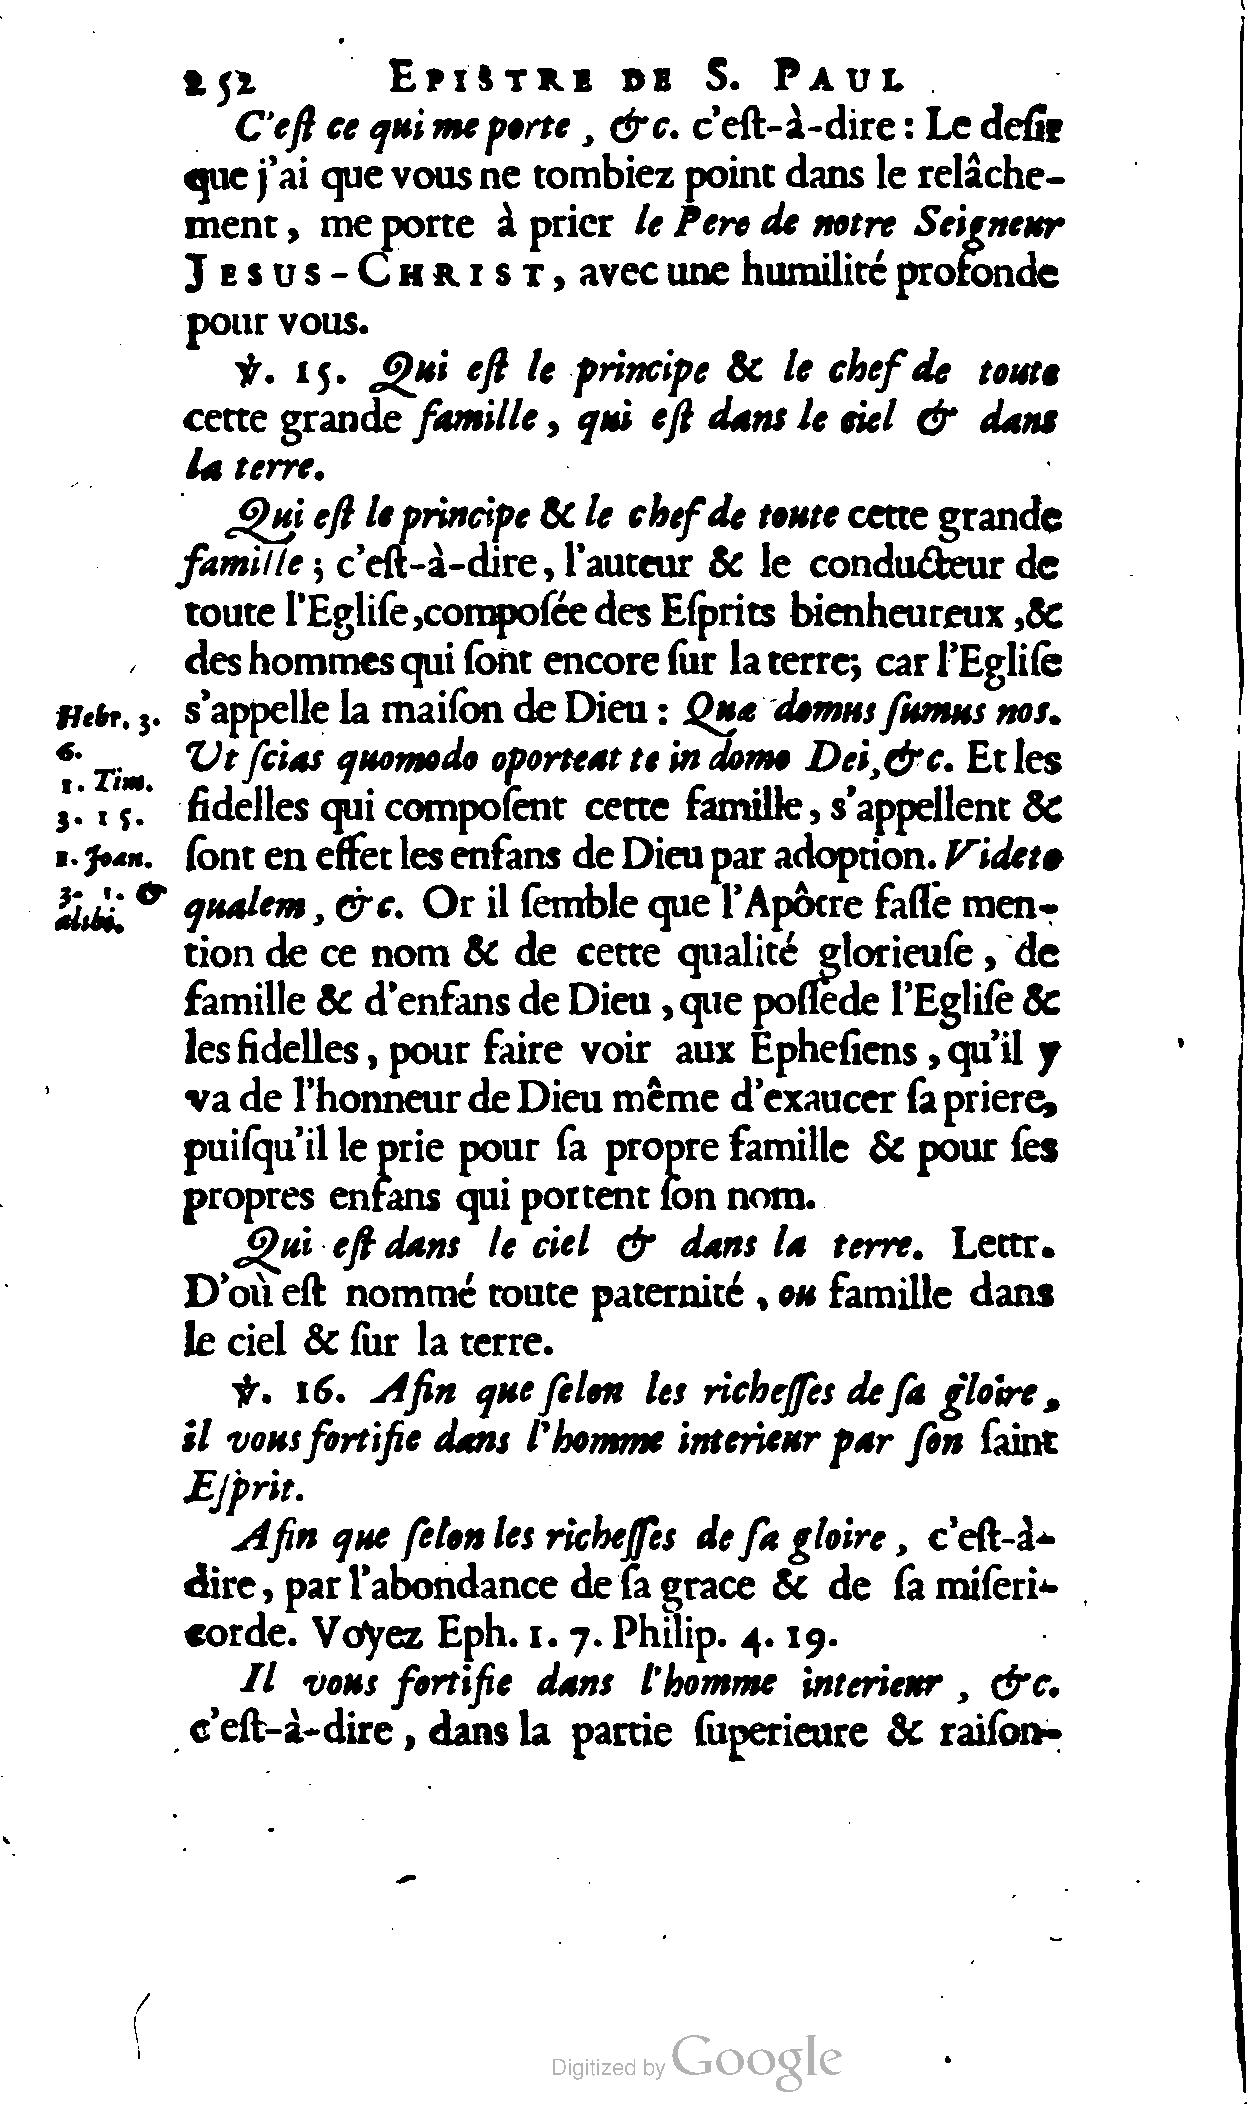 252 EPISTRE DE S. PAUL
C'eſt ce qui me porte, &c. c'eſt-à-dire: Le deſir
que j'ai que vous ne tombiez point dans le relâche-
ment, me porte à prier le Pere de notre Seigneur
JESUS-CHRIST, avec une humilité profonde
pour vous.
℣. 15. Qui eſt le principe & le chef de toute
cette grande famille, qui eſt dans le ciel & dans
la terre.
Qui eſt le principe & le chef de toute cette grande
famille; c'eſt-à-dire, l'auteur & le conducteur de
toute l'Egliſe, compoſée des Eſprits bienheureux, &
des hommes qui ſont encore ſur la terre; car l'Egliſe
Hebr. 3. s'appelle la maiſon de Dieu: Quæ domus ſumus nos.
6. Ut ſcias quomodo oporteat te in domo Dei, &c. Et les
1. Tim.
3. 15. fidelles qui compoſent cette famille, s'appellent &
1. Joan. ſont en effet les enfans de Dieu par adoption. Videte
3. 1. & qualem, &c. Or il ſemble que l'Apôtre faſſe men-
alibi.
tion de ce nom & de cette qualité glorieuſe, de
famille & d'enfans de Dieu, que poſſede l'Egliſe &
les fidelles, pour faire voir aux Epheſiens, qu'il y
va de l'honneur de Dieu même d'exaucer ſa priere,
puiſqu'il le prie pour ſa propre famille & pour ſes
propres enfans qui portent ſon nom.
Qui eſt dans le ciel & dans la terre. Lettr.
D'où eſt nommé toute paternité, ou famille dans
le ciel & ſur la terre.
℣. 16. Afin que ſelon les richeſſes de ſa gloire,
il vous fortifie dans l'homme interieur par ſon ſaint
Eſprit.
Afin que ſelon les richeſſes de ſa gloire, c'eſt-à-
dire, par l'abondance de ſa grace & de ſa miſeri-
corde. Voyez Eph. 1. 7. Philip. 4. 19.
Il vous fortifie dans l'homme interieur, &c.
c'eſt-à-dire, dans la partie ſuperieure & raiſon-
Digitized by Google